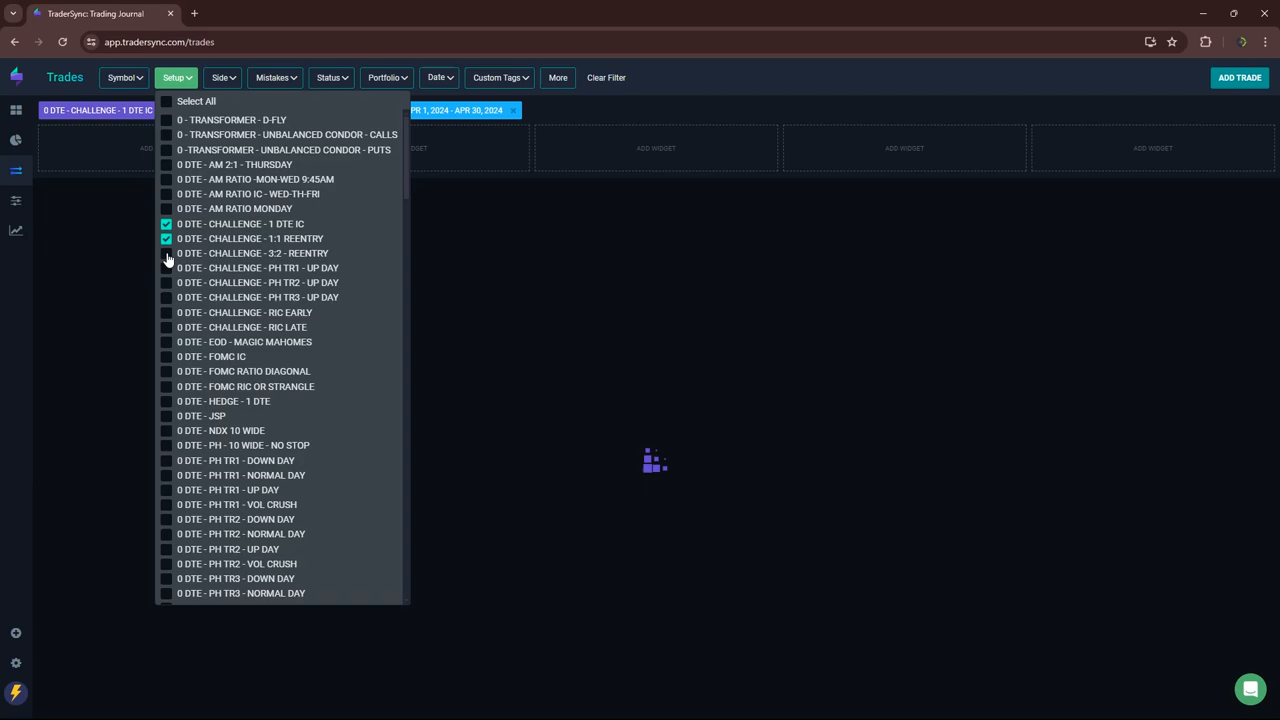 TraderSync: Trading Journal
app.tradersync.com/trades
Trades
Symbol
Setup
Side
Mistakes
Status
Portfolio
Date
Custom Tags
More
Clear Filter
ADD TRADE
0 DTE - CHALLENGE - 1 DTE IC
PR 1, 2024 - APR 30, 2024
Select All
0 - TRANSFORMER - D-FLY
0 - TRANSFORMER - UNBALANCED CONDOR - CALLS
0 -TRANSFORMER - UNBALANCED CONDOR - PUTS
0 DTE - AM 2:1 - THURSDAY
0 DTE - AM RATIO -MON-WED 9:45AM
0 DTE - AM RATIO IC - WED-TH-FRI
0 DTE - AM RATIO MONDAY
0 DTE - CHALLENGE - 1 DTE IC
0 DTE - CHALLENGE - 1:1 REENTRY
0 DTE - CHALLENGE - 3:2 - REENTRY
0 DTE - CHALLENGE - PH TR1 - UP DAY
0 DTE - CHALLENGE - PH TR2 - UP DAY
0 DTE - CHALLENGE - PH TR3 - UP DAY
0 DTE - CHALLENGE - RIC EARLY
0 DTE - CHALLENGE - RIC LATE
0 DTE - EOD - MAGIC MAHOMES
0 DTE - FOMC IC
0 DTE - FOMC RATIO DIAGONAL
0 DTE - FOMC RIC OR STRANGLE
0 DTE - HEDGE - 1 DTE
0 DTE - JSP
0 DTE - NDX 10 WIDE
0 DTE - PH - 10 WIDE - NO STOP
0 DTE - PH TR1 - DOWN DAY
0 DTE - PH TR1 - NORMAL DAY
0 DTE - PH TR1 - UP DAY
0 DTE - PH TR1 - VOL CRUSH
0 DTE - PH TR2 - DOWN DAY
0 DTE - PH TR2 - NORMAL DAY
0 DTE - PH TR2 - UP DAY
0 DTE - PH TR2 - VOL CRUSH
0 DTE - PH TR3 - DOWN DAY
0 DTE - PH TR3 - NORMAL DAY
ADD
GET
ADD WIDGET
ADD WIDGET
ADD WIDGET